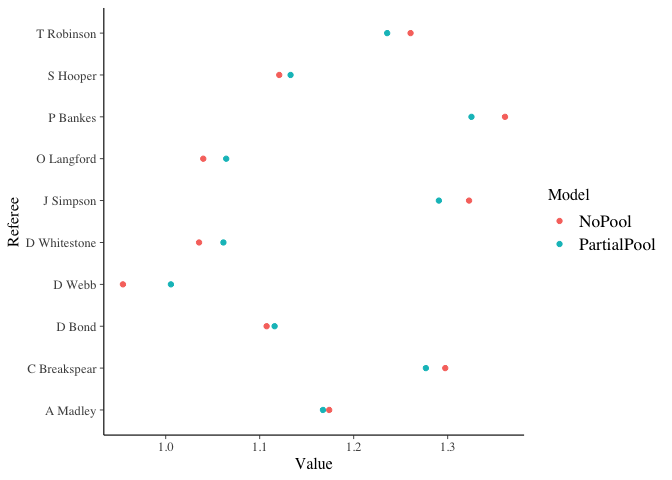 T Robinson
S Hooper
P Bankes
O Langford
J Simpson
D Whitestone
D Webb
D Bond
C Breakspear
A Madley
Referee
1.0 1.1 1.2 1.3
Value
Model
NoPool
PartialPool